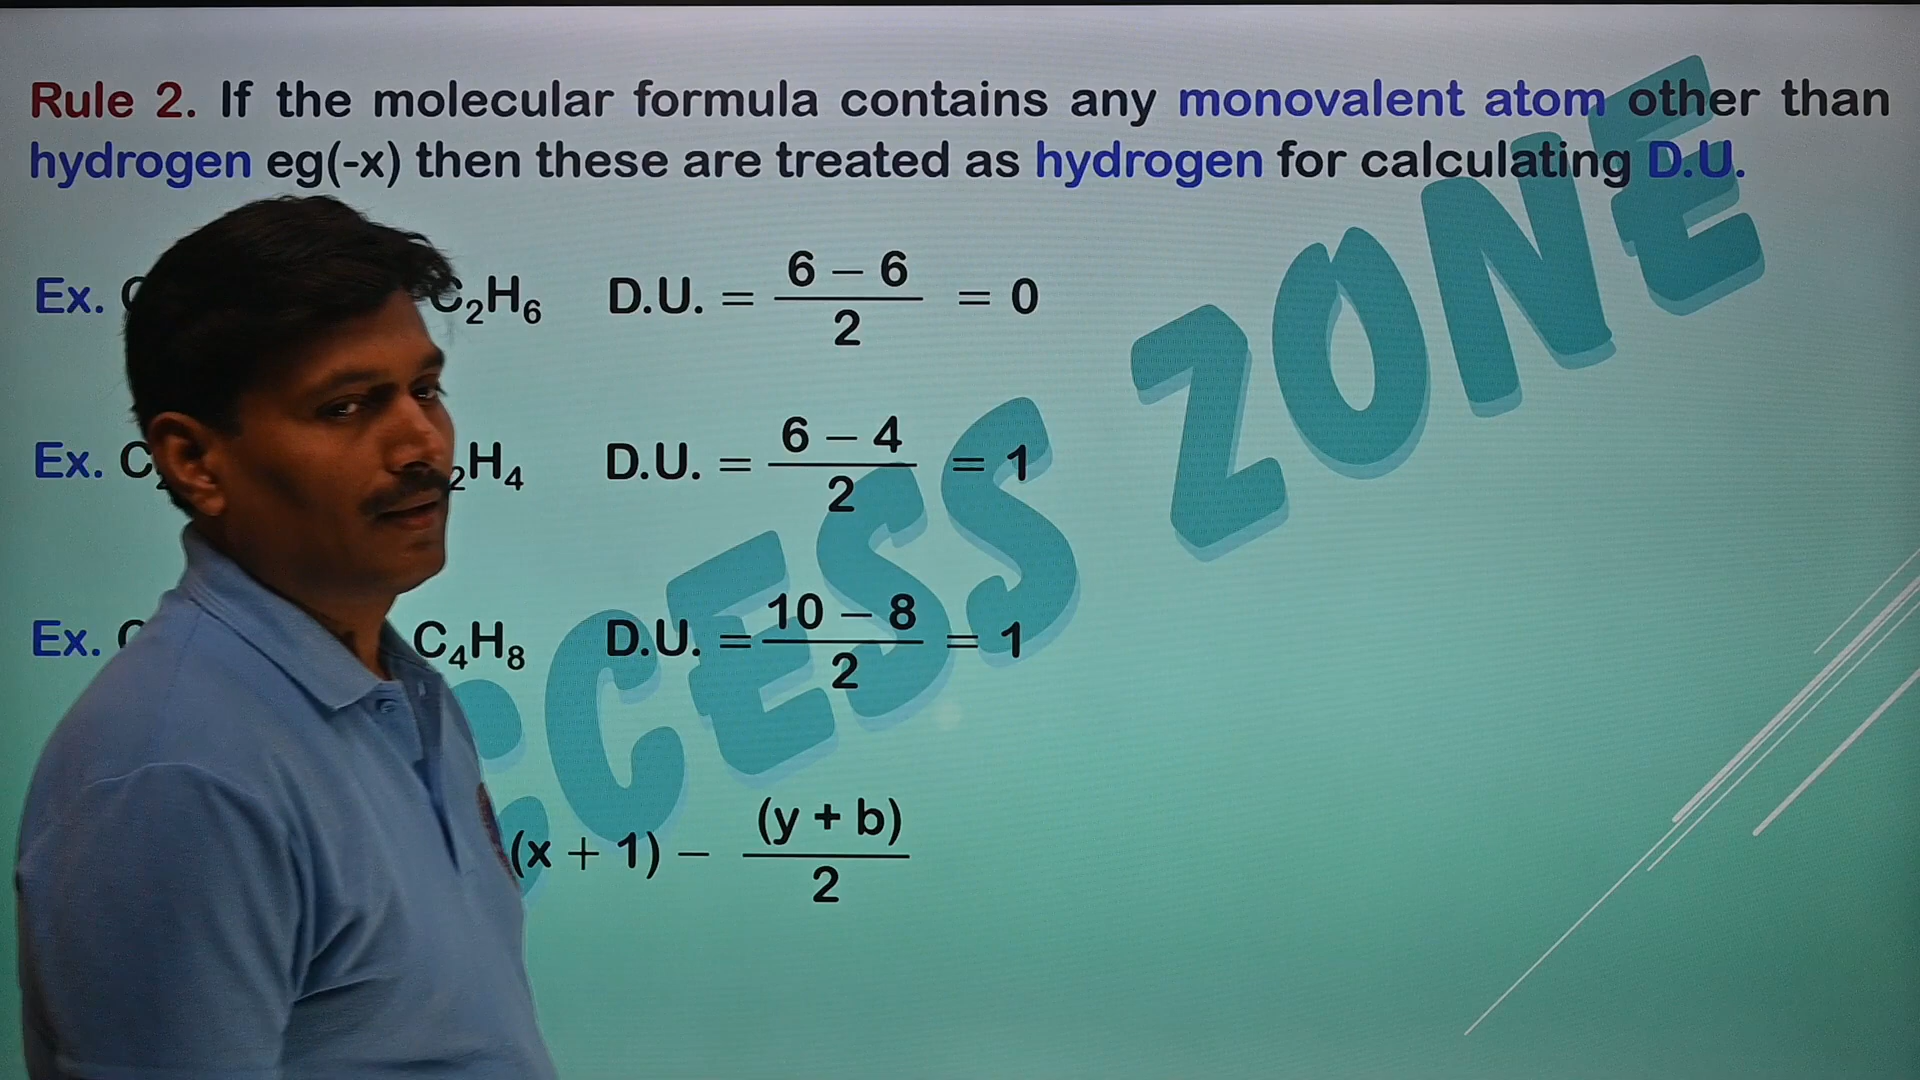 Rule 2. If the molecular formula contains any monovalent atom other than
hydrogen eg(-x) then these are treated as hydrogen for calculating D.U.
Ex. C₂H₆ D.U. = (6 – 6)/2 = 0
Ex. C ₂H₄ D.U. = (6 – 4)/2 = 1
Ex. C₄H₈ D.U. = (10 – 8)/2 = 1
(x + 1) – (y + b)/2
CCESS ZONE